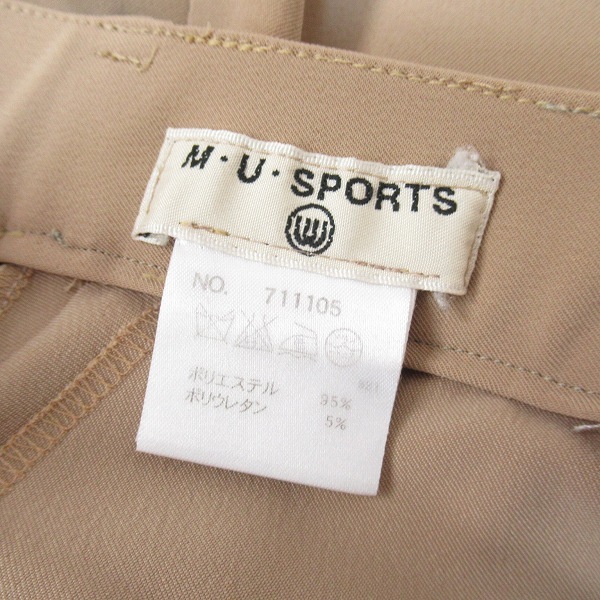 M·U·SPORTS
NO. 711105
ポリエステル 95%
ポリウレタン 5%